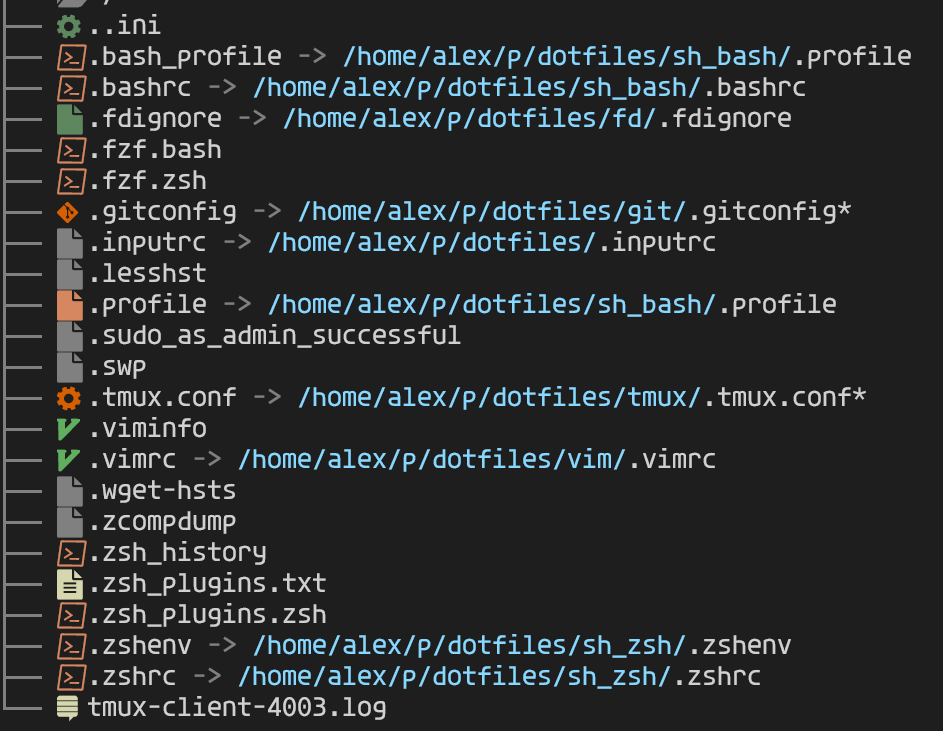 ..ini
.bash_profile -> /home/alex/p/dotfiles/sh_bash/.profile
.bashrc -> /home/alex/p/dotfiles/sh_bash/.bashrc
.fdignore -> /home/alex/p/dotfiles/fd/.fdignore
.fzf.bash
.fzf.zsh
.gitconfig -> /home/alex/p/dotfiles/git/.gitconfig*
.inputrc -> /home/alex/p/dotfiles/.inputrc
.lesshst
.profile -> /home/alex/p/dotfiles/sh_bash/.profile
.sudo_as_admin_successful
.swp
.tmux.conf -> /home/alex/p/dotfiles/tmux/.tmux.conf*
.viminfo
.vimrc -> /home/alex/p/dotfiles/vim/.vimrc
.wget-hsts
.zcompdump
.zsh_history
.zsh_plugins.txt
.zsh_plugins.zsh
.zshenv -> /home/alex/p/dotfiles/sh_zsh/.zshenv
.zshrc -> /home/alex/p/dotfiles/sh_zsh/.zshrc
tmux-client-4003.log